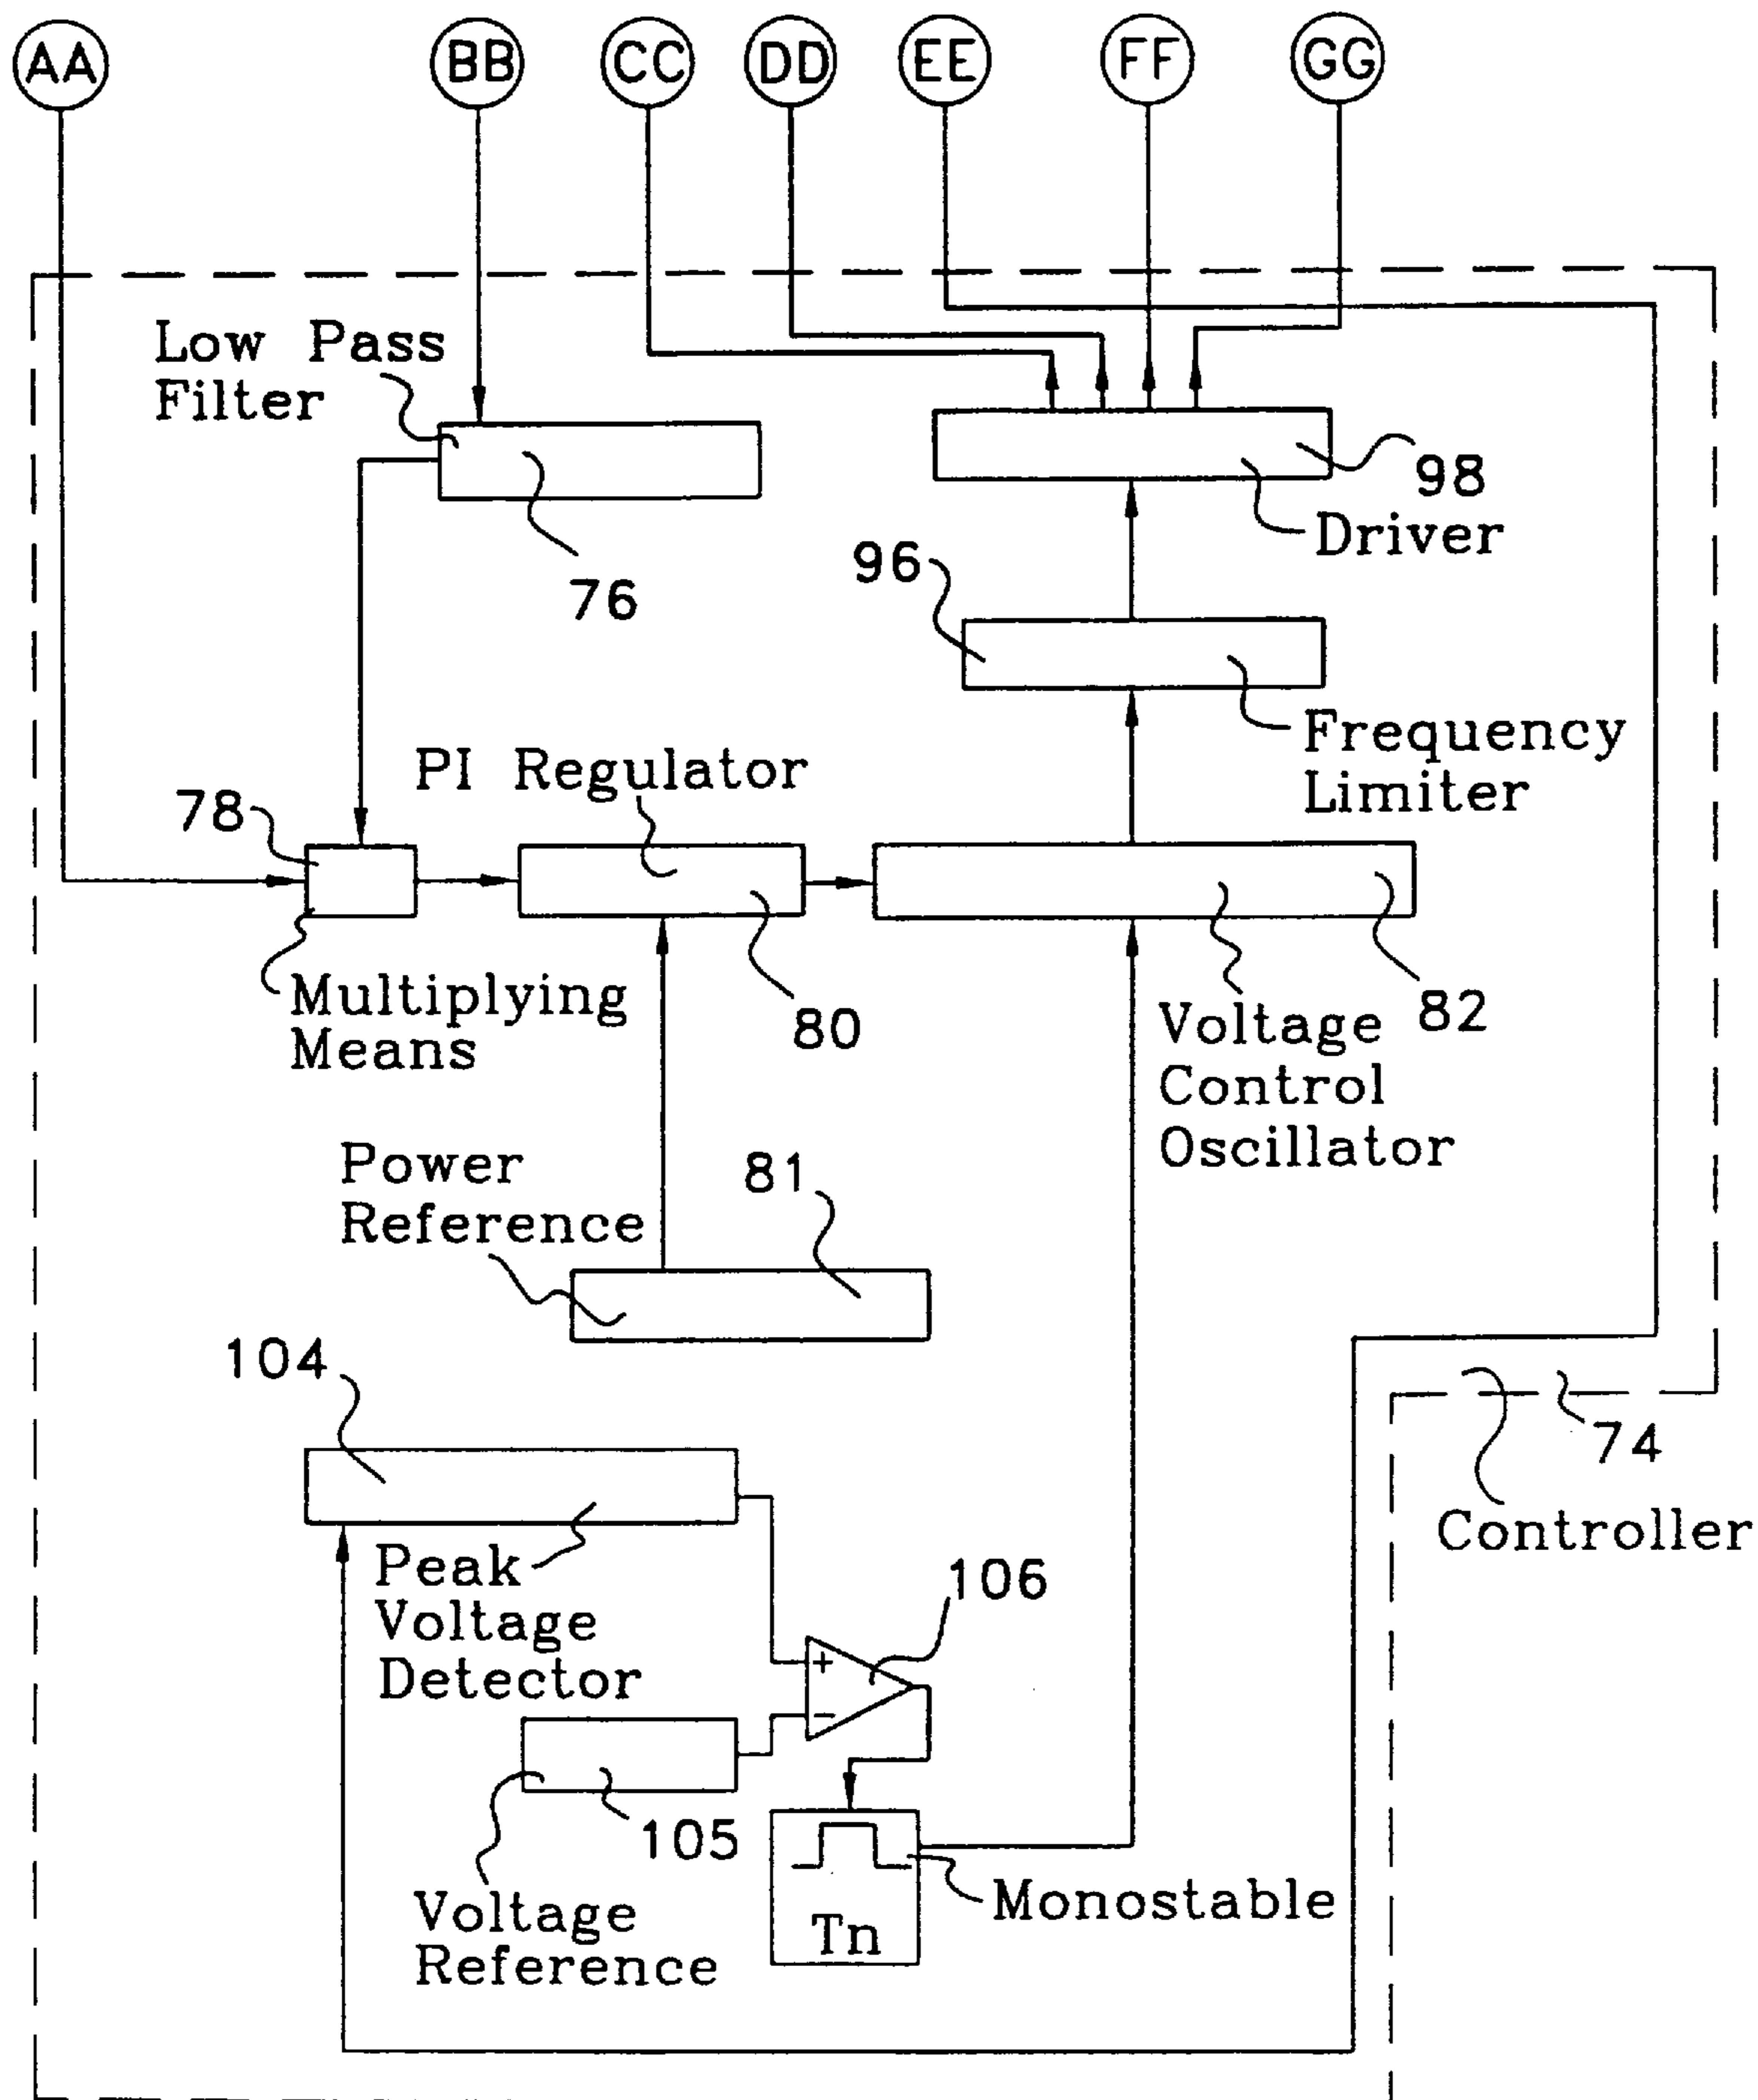 AA BB CC DD EE FF GG
Low Pass
Filter
76
98
Driver
96
Frequency
Limiter
PI Regulator
78
Multiplying
Means
80
82
Voltage
Control
Oscillator
Power
Reference
81
104
74
Controller
Peak
Voltage
Detector
106
+
−
105
Voltage
Reference
Monostable
Tn